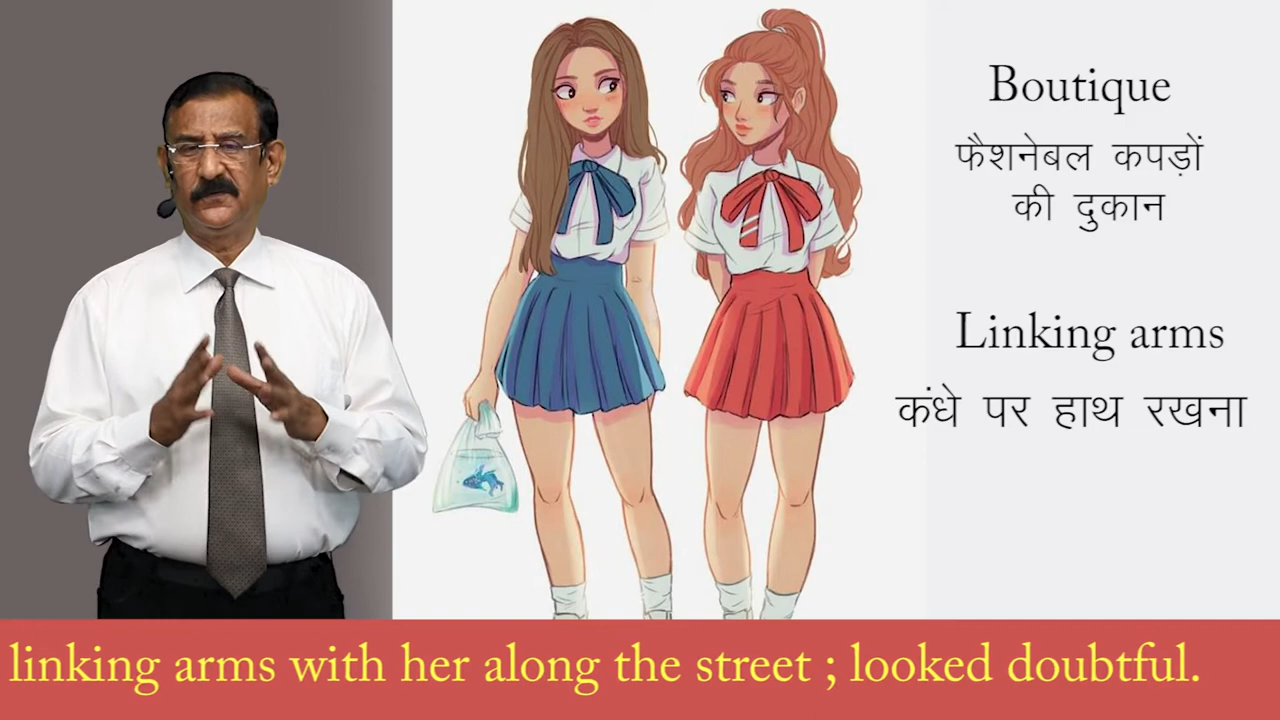 Boutique
फैशनेबल कपड़ों
की दुकान
Linking arms
कंधे पर हाथ रखना
linking arms with her along the street ; looked doubtful.